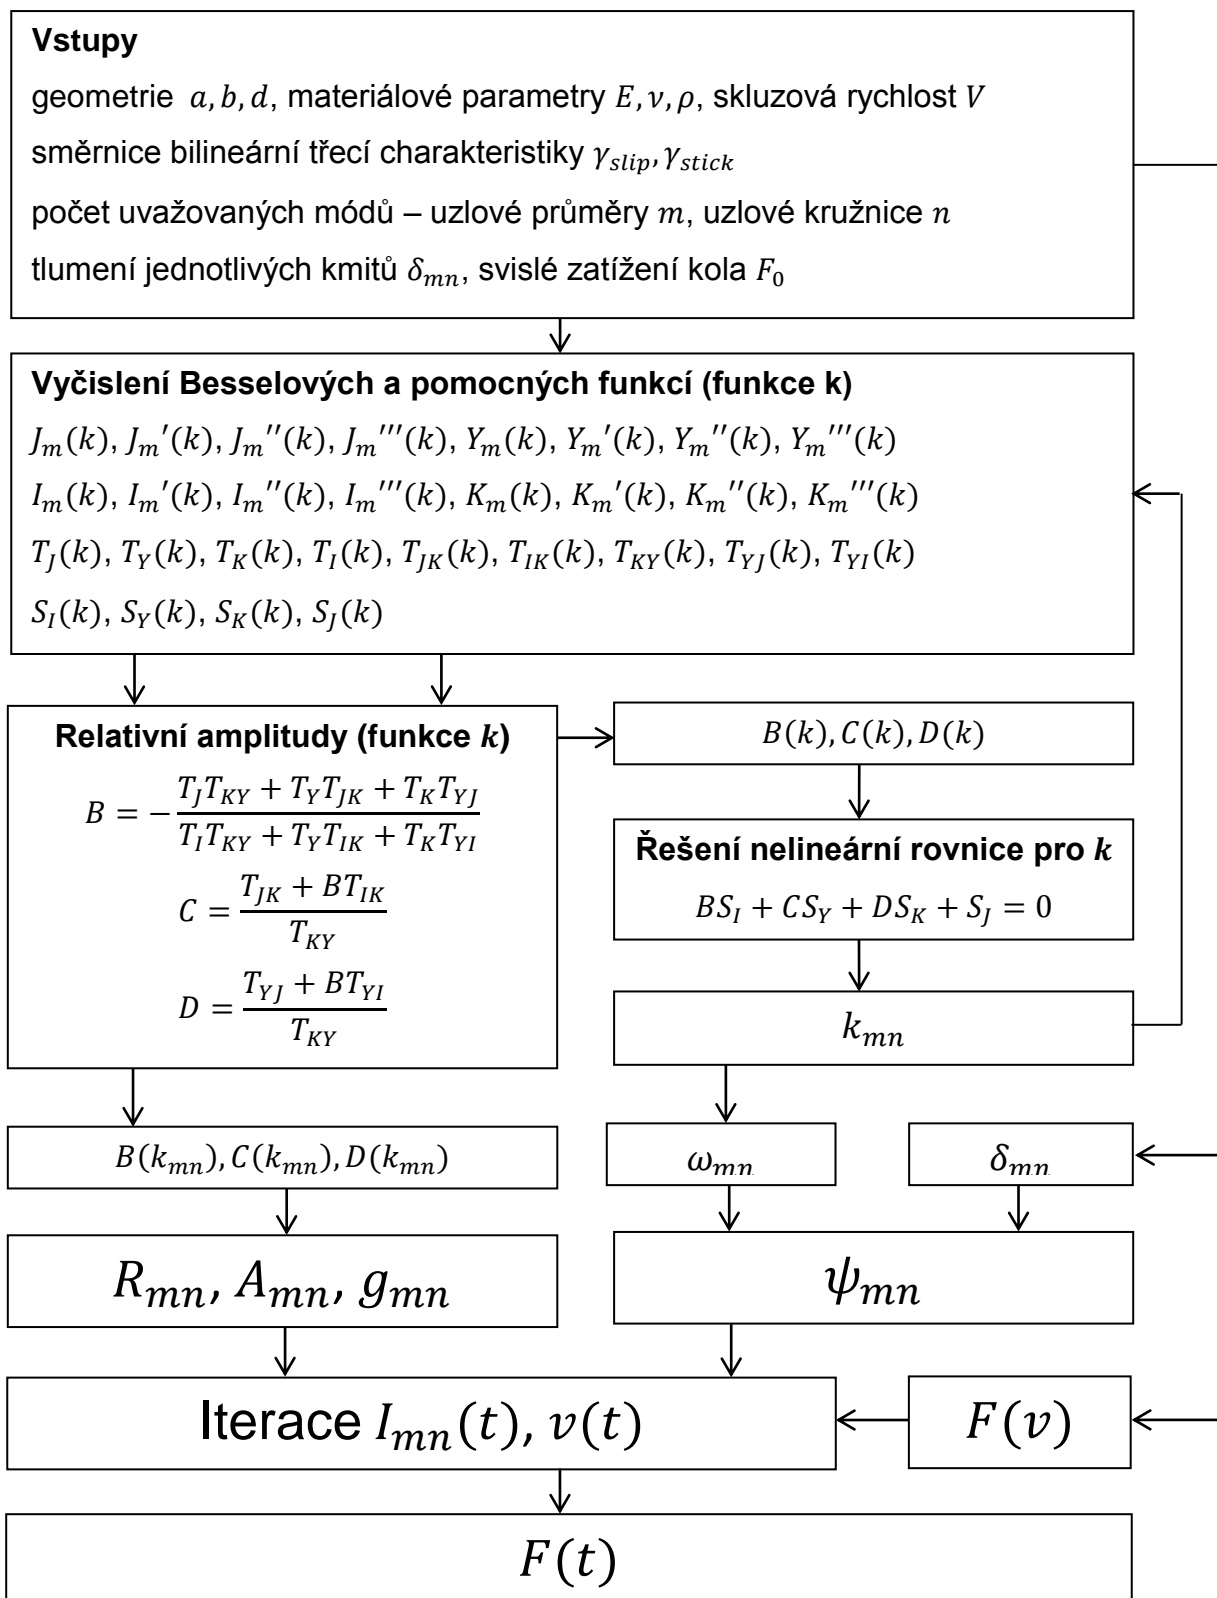 Vstupy
geometrie a, b, d, materiálové parametry E, ν, ρ, skluzová rychlost V
směrnice bilineární třecí charakteristiky γ_slip, γ_stick
počet uvažovaných módů – uzlové průměry m, uzlové kružnice n
tlumení jednotlivých kmitů δ_mn, svislé zatížení kola F_0
Vyčislení Besselových a pomocných funkcí (funkce k)
J_m(k), J_m′(k), J_m′′(k), J_m′′′(k), Y_m(k), Y_m′(k), Y_m′′(k), Y_m′′′(k)
I_m(k), I_m′(k), I_m′′(k), I_m′′′(k), K_m(k), K_m′(k), K_m′′(k), K_m′′′(k)
T_J(k), T_Y(k), T_K(k), T_I(k), T_JK(k), T_IK(k), T_KY(k), T_YJ(k), T_YI(k)
S_I(k), S_Y(k), S_K(k), S_J(k)
Relativní amplitudy (funkce k)
B = − (T_J T_KY + T_Y T_JK + T_K T_YJ) / (T_I T_KY + T_Y T_IK + T_K T_YI)
C = (T_JK + BT_IK) / T_KY
D = (T_YJ + BT_YI) / T_KY
B(k), C(k), D(k)
Řešení nelineární rovnice pro k
BS_I + CS_Y + DS_K + S_J = 0
k_mn
B(k_mn), C(k_mn), D(k_mn)
ω_mn
δ_mn
R_mn, A_mn, g_mn
ψ_mn
Iterace I_mn(t), v(t)
F(v)
F(t)